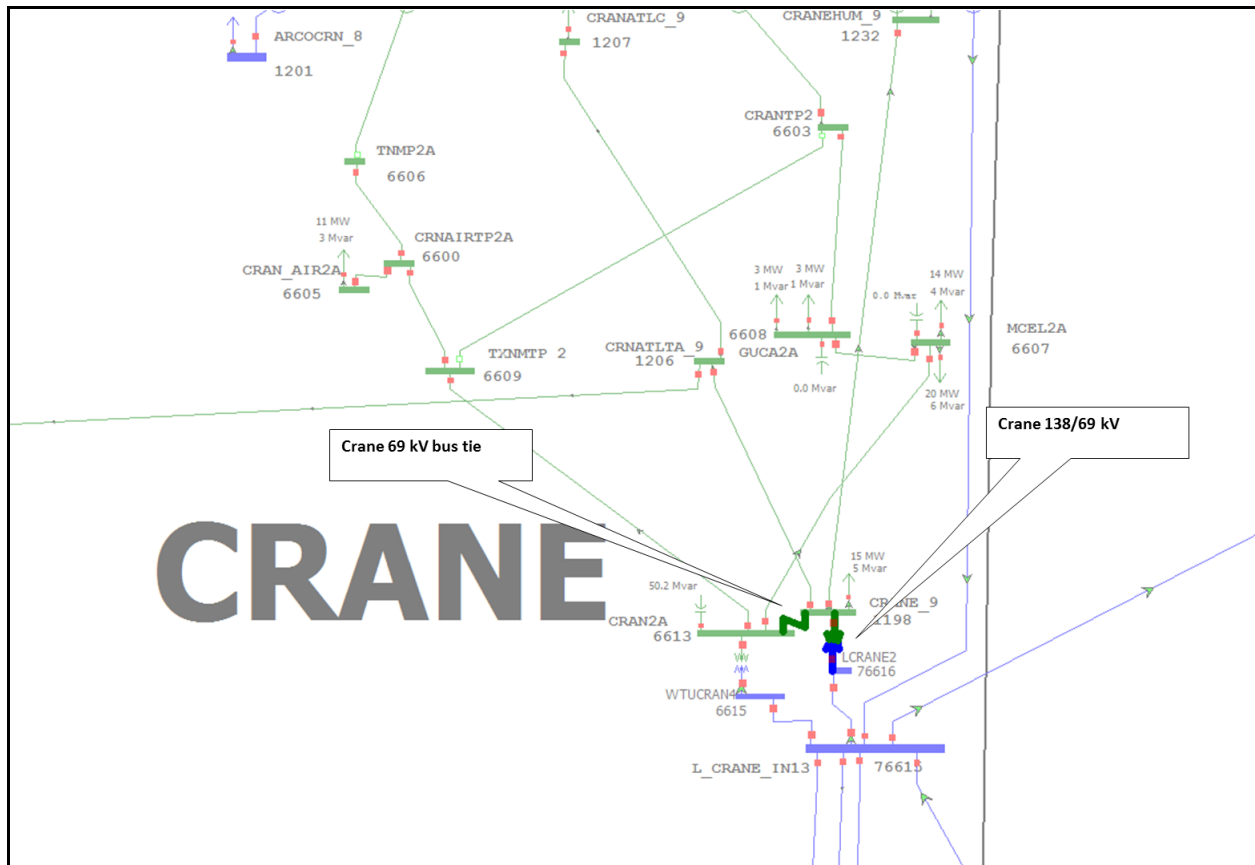 CRANATLC_9
1207
CRANEHUM_9
1232
ARCOCRN_8
1201
CRANTP2
6603
TNMP2A
6606
11 MW
3 Mvar
CRNAIRTP2A
6600
CRAN_AIR2A
6605
3 MW
1 Mvar
3 MW
1 Mvar
14 MW
4 Mvar
0.0 Mvar
MCEL2A
6607
6608
GUCA2A
CRNATLTA_9
1206
TXNMTP 2
6609
0.0 Mvar
20 MW
6 Mvar
Crane 69 kV bus tie
Crane 138/69 kV
CRANE
15 MW
5 Mvar
50.2 Mvar
CRANE_9
1198
CRAN2A
6613
LCRANE2
76616
WTUCRAN4
6615
L_CRANE_IN13
76615